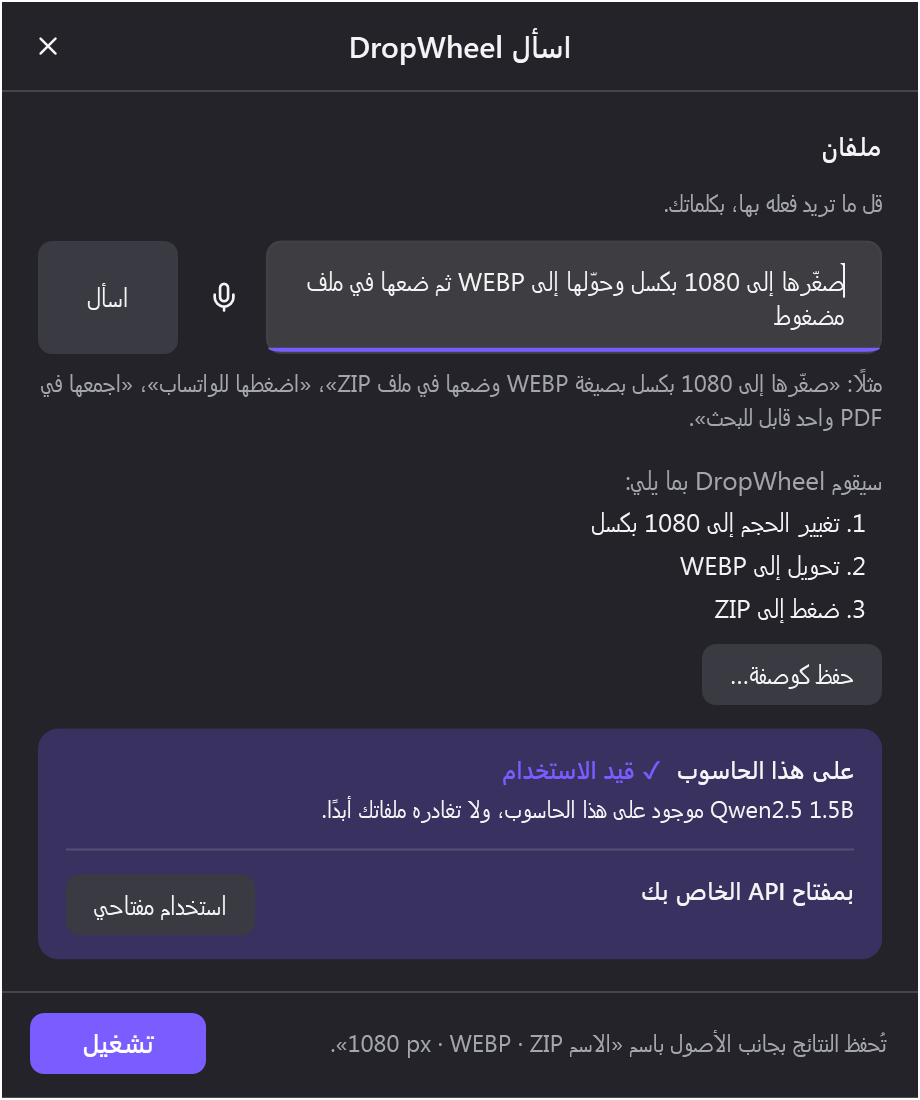 اسأل DropWheel
ملفان
قل ما تريد فعله بها، بكلماتك.
صغّرها إلى 1080 بكسل وحوّلها إلى WEBP ثم ضعها في ملف
مضغوط
اسأل
مثلًا: «صغّرها إلى 1080 بكسل بصيغة WEBP وضعها في ملف ZIP»، «اضغطها للواتساب»، «اجمعها في
PDF واحد قابل للبحث».
سيقوم DropWheel بما يلي:
1. تغيير الحجم إلى 1080 بكسل
2. تحويل إلى WEBP
3. ضغط إلى ZIP
حفظ كوصفة...
على هذا الحاسوب ✓ قيد الاستخدام
Qwen2.5 1.5B موجود على هذا الحاسوب، ولا تغادره ملفاتك أبدًا.
بمفتاح API الخاص بك
استخدام مفتاحي
تُحفظ النتائج بجانب الأصول باسم «الاسم 1080 px · WEBP · ZIP».
تشغيل